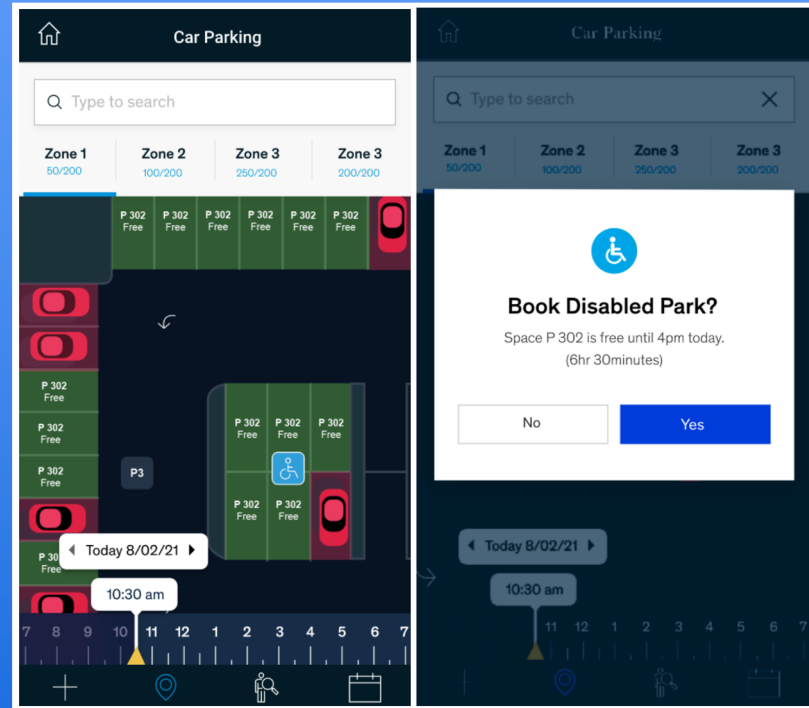 Car Parking
Type to search
Zone 1 Zone 2 Zone 3 Zone 3
50/200 100/200 250/200 200/200
P 302 P 302 P 302 P 302 P 302 P 302
Free Free Free Free Free Free
P 302
Free
P 302
Free
P 302
Free
P3
P 302 P 302 P 302
Free Free Free
P 302 P 302
Free Free
P 30
Free
Today 8/02/21
10:30 am
7 8 9 10 11 12 1 2 3 4 5 6 7
Car Parking
Type to search
Zone 1 Zone 2 Zone 3 Zone 3
50/200 100/200 250/200 200/200
Book Disabled Park?
Space P 302 is free until 4pm today.
(6hr 30minutes)
No Yes
Today 8/02/21
10:30 am
11 12 1 2 3 4 5 6 7